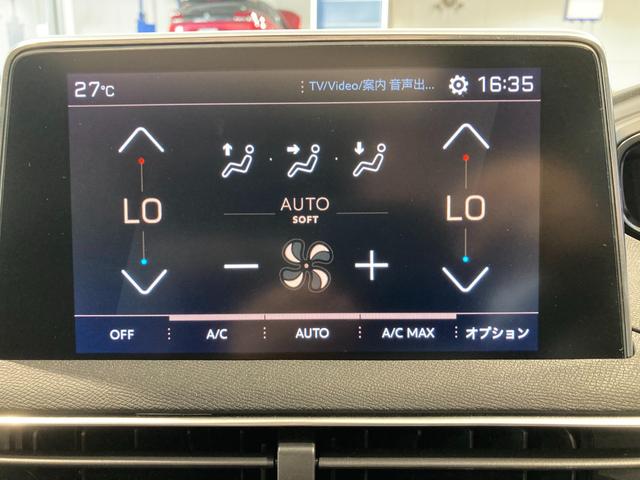 27°C TV/Video/案内 音声出... 16:35
LO AUTO LO
SOFT
OFF A/C AUTO A/C MAX オプション